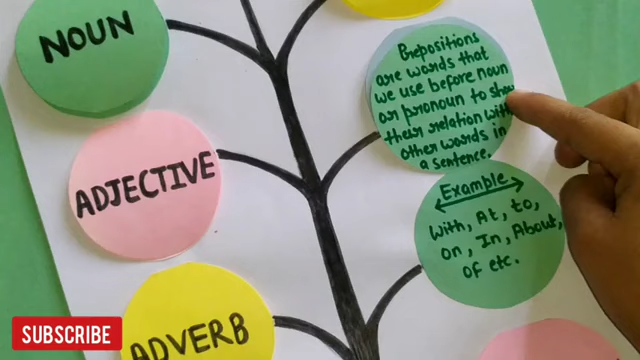 NOUN
ADJECTIVE
ADVERB
Prepositions
are words that
we use before noun
or pronoun to show
their relation with
other words in
a sentence.
Example
With, At, to,
on, In, About,
of etc.
SUBSCRIBE